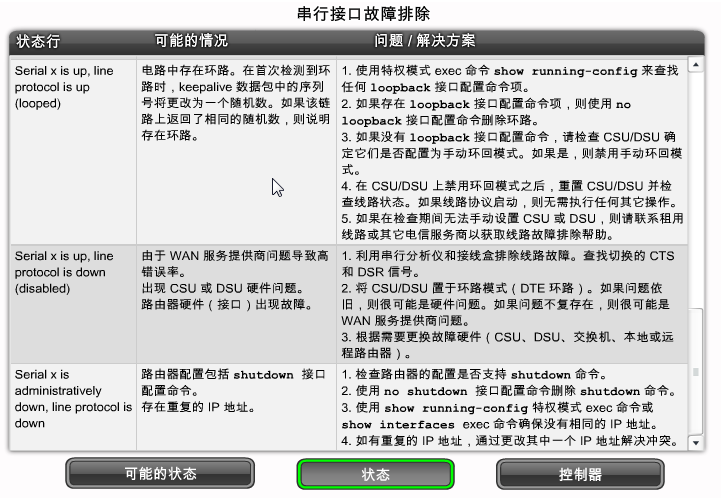 串行接口故障排除
状态行
可能的情况
问题 / 解决方案
Serial x is up, line
protocol is up
(looped)
电路中存在环路。在首次检测到环
路时，keepalive 数据包中的序列
号将更改为一个随机数。如果该链
路上返回了相同的随机数，则说明
存在环路。
1. 使用特权模式 exec 命令 show running-config 来查找
任何 loopback 接口配置命令项。
2. 如果存在 loopback 接口配置命令项，则使用 no
loopback 接口配置命令删除环路。
3. 如果没有 loopback 接口配置命令，请检查 CSU/DSU 确
定它们是否配置为手动环回模式。如果是，则禁用手动环回模
式。
4. 在 CSU/DSU 上禁用环回模式之后，重置 CSU/DSU 并检
查线路状态。如果线路协议启动，则无需执行任何其它操作。
5. 如果在检查期间无法手动设置 CSU 或 DSU，则请联系租用
线路或其它电信服务商以获取线路故障排除帮助。
Serial x is up, line
protocol is down
(disabled)
由于 WAN 服务提供商问题导致高
错误率。
出现 CSU 或 DSU 硬件问题。
路由器硬件（接口）出现故障。
1. 利用串行分析仪和接线盒排除线路故障。查找切换的 CTS
和 DSR 信号。
2. 将 CSU/DSU 置于环路模式（DTE 环路）。如果问题依
旧，则很可能是硬件问题。如果问题不复存在，则很可能是
WAN 服务提供商问题。
3. 根据需要更换故障硬件（CSU、DSU、交换机、本地或远
程路由器）。
Serial x is
administratively
down, line protocol is
down
路由器配置包括 shutdown 接口
配置命令。
存在重复的 IP 地址。
1. 检查路由器的配置是否支持 shutdown 命令。
2. 使用 no shutdown 接口配置命令删除 shutdown 命令。
3. 使用 show running-config 特权模式 exec 命令或
show interfaces exec 命令确保没有相同的 IP 地址。
4. 如有重复的 IP 地址，通过更改其中一个 IP 地址解决冲突。
可能的状态
状态
控制器